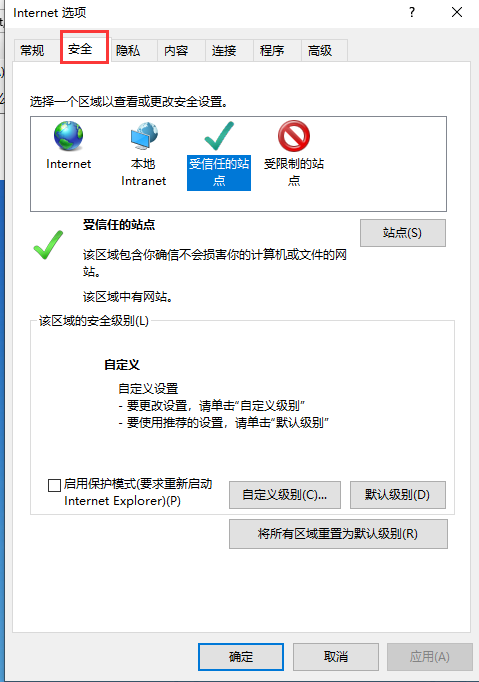 Internet 选项
?
常规 安全 隐私 内容 连接 程序 高级
选择一个区域以查看或更改安全设置。
Internet
本地
Intranet
受信任的站
点
受限制的站
点
受信任的站点
站点(S)
该区域包含你确信不会损害你的计算机或文件的网
站。
该区域中有网站。
该区域的安全级别(L)
自定义
自定义设置
- 要更改设置，请单击“自定义级别”
- 要使用推荐的设置，请单击“默认级别”
启用保护模式(要求重新启动
Internet Explorer)(P)
自定义级别(C)...
默认级别(D)
将所有区域重置为默认级别(R)
确定
取消
应用(A)